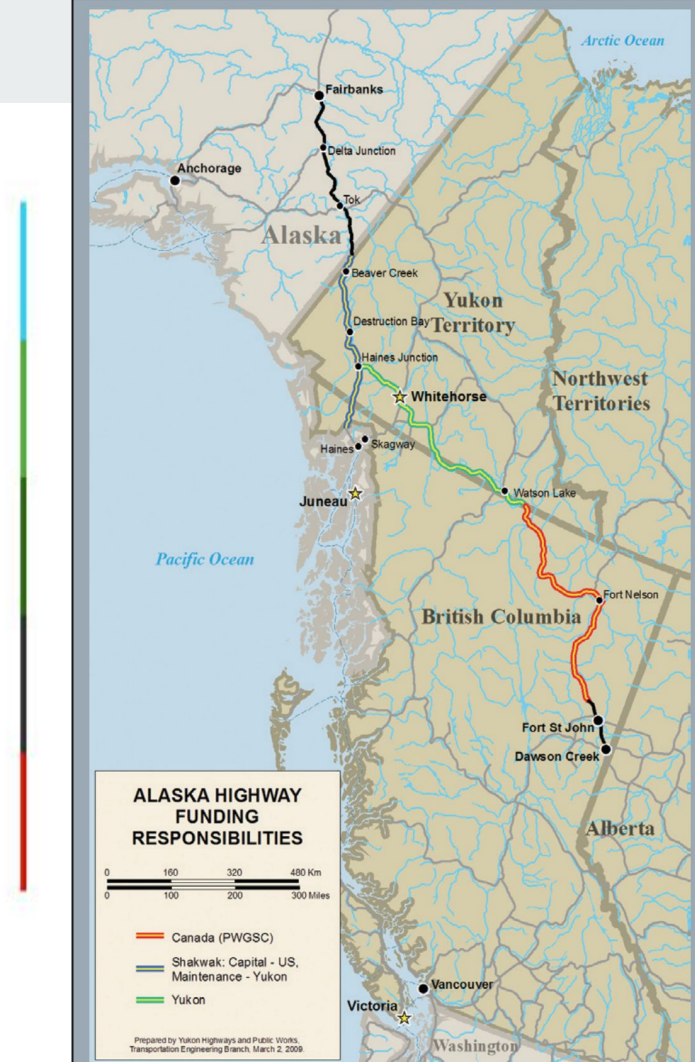 Arctic Ocean
Fairbanks
Delta Junction
Anchorage
Tok
Alaska
Beaver Creek
Yukon
Territory
Destruction Bay
Haines Junction
Northwest
Territories
Whitehorse
Skagway
Haines
Watson Lake
Juneau
Pacific Ocean
Fort Nelson
British Columbia
Fort St John
Dawson Creek
Alberta
ALASKA HIGHWAY
FUNDING
RESPONSIBILITIES
0 160 320 480 Km
0 100 200 300 Miles
Canada (PWGSC)
Shakwak: Capital - US,
Maintenance - Yukon
Yukon
Prepared by Yukon Highways and Public Works,
Transportation Engineering Branch, March 2, 2009.
Vancouver
Victoria
Washington